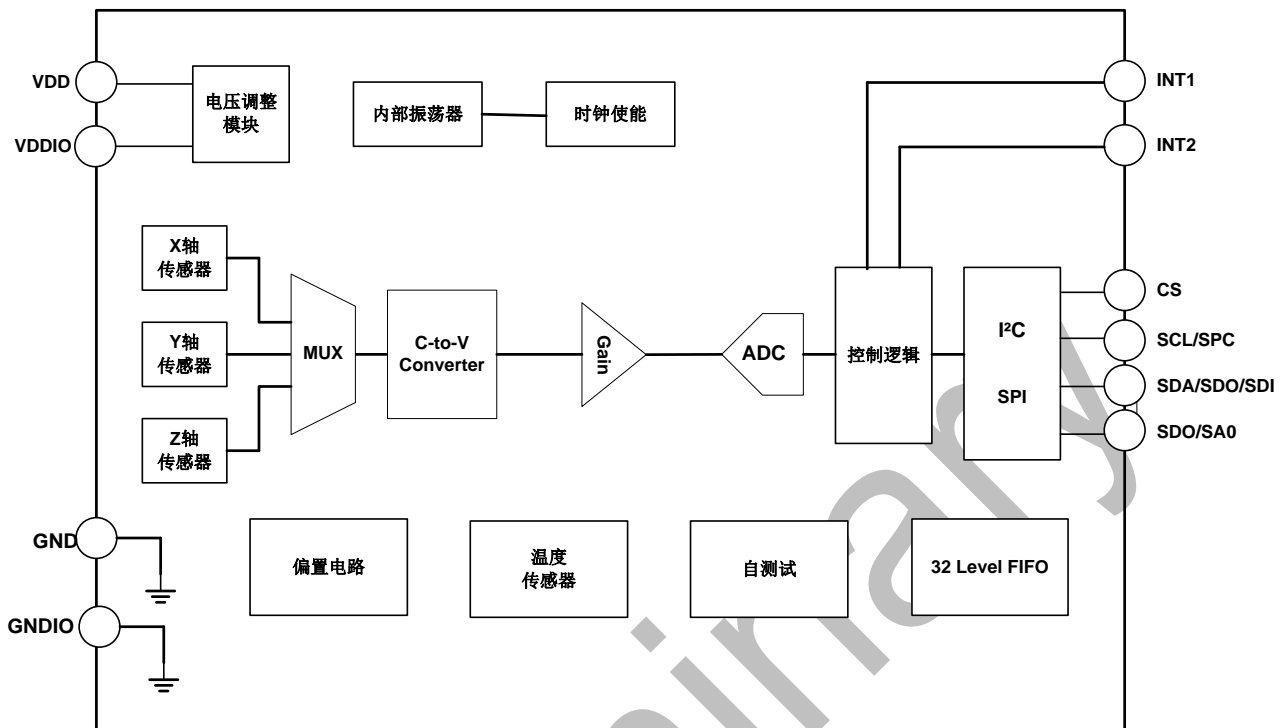 VDD
VDDIO
电压调整
模块
内部振荡器
时钟使能
INT1
INT2
X轴
传感器
Y轴
传感器
Z轴
传感器
MUX
C-to-V
Converter
Gain
ADC
控制逻辑
I²C
SPI
CS
SCL/SPC
SDA/SDO/SDI
SDO/SA0
GND
GNDIO
偏置电路
温度
传感器
自测试
32 Level FIFO
inary